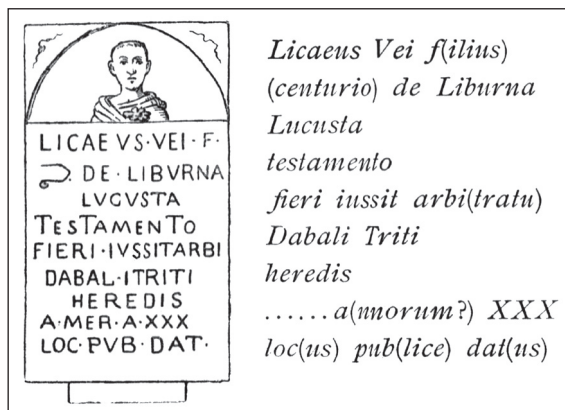 LICAEVS·VEI·F·
Ɔ. DE·LIBVRNA
LVCVSTA
TESTAMENTO
FIERI·IVSSITARBI
DABAL·ITRITI
HEREDIS
A·MER·A·XXX
LOC·PVB·DAT·
Licaeus Vei f(ilius)
(centurio) de Liburna
Lucusta
testamento
fieri iussit arbi(tratu)
Dabali Triti
heredis
......a(nnorum?) XXX
loc(us) pub(lice) dat(us)